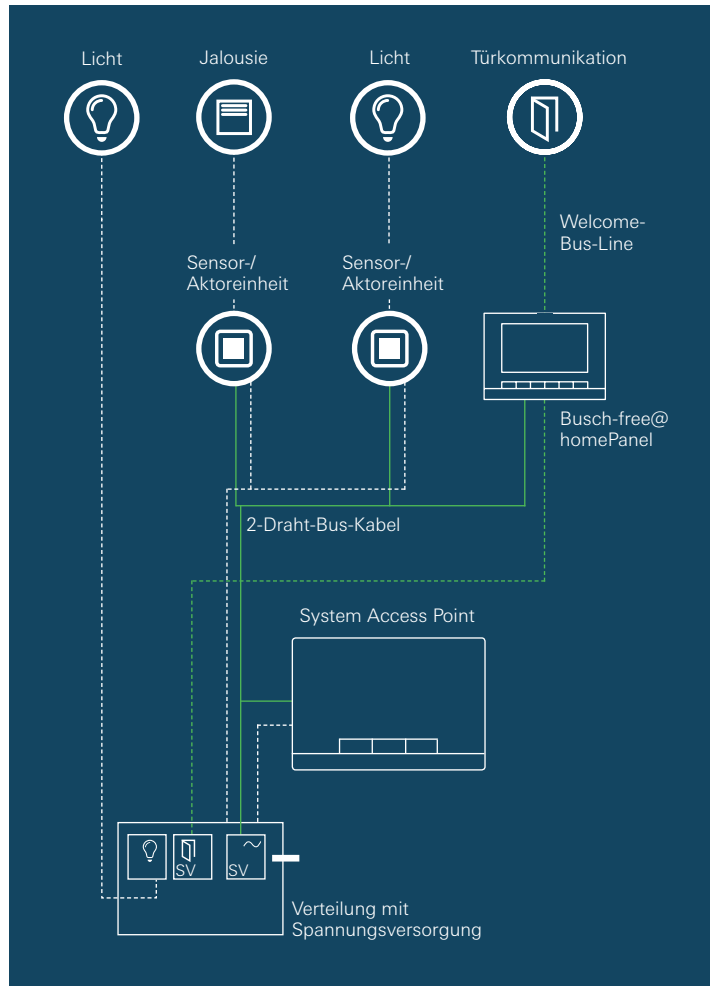 Licht
Jalousie
Licht
Türkommunikation
Welcome-
Bus-Line
Sensor-/
Aktoreinheit
Sensor-/
Aktoreinheit
Busch-free@
homePanel
2-Draht-Bus-Kabel
System Access Point
SV
SV
Verteilung mit
Spannungsversorgung